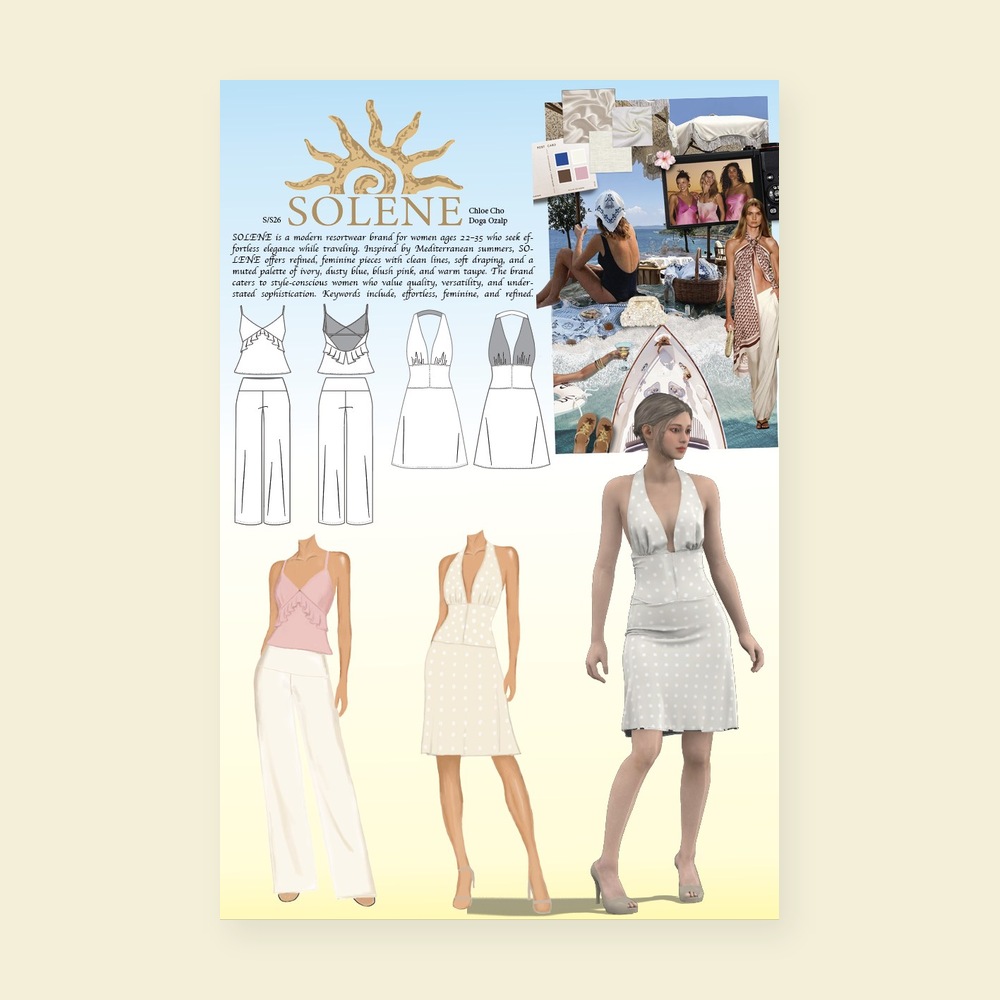 S/S26
SOLENE
Chloe Cho
Doga Ozalp
SOLENE is a modern resortwear brand for women ages 22–35 who seek ef-
fortless elegance while traveling. Inspired by Mediterranean summers, SO-
LENE offers refined, feminine pieces with clean lines, soft draping, and a
muted palette of ivory, dusty blue, blush pink, and warm taupe. The brand
caters to style-conscious women who value quality, versatility, and under-
stated sophistication. Keywords include, effortless, feminine, and refined.
POST CARD